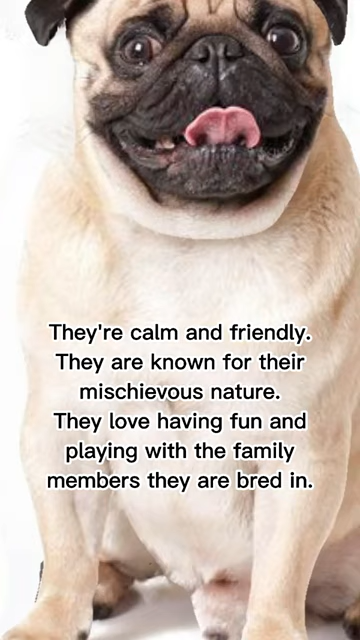 They're calm and friendly.
They are known for their
mischievous nature.
They love having fun and
playing with the family
members they are bred in.